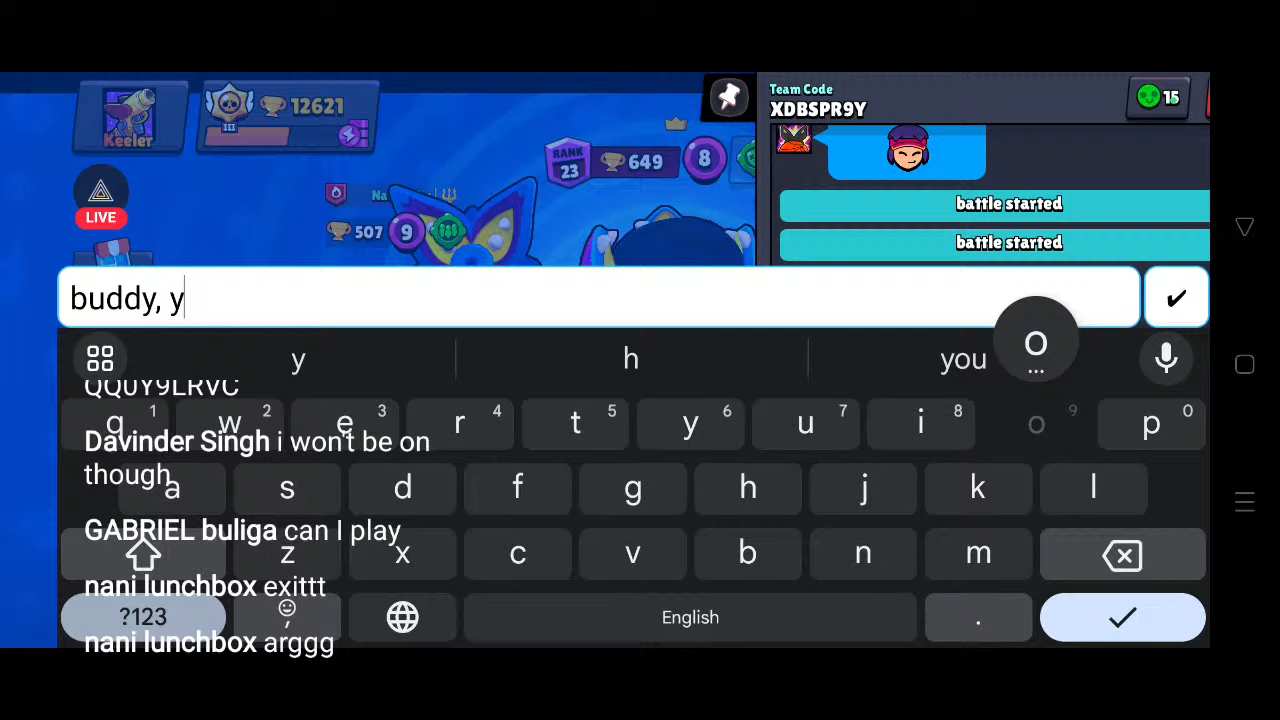 Team Code
XDBSPR9Y
15
12621
Keeler
III
RANK
23
649
8
Na
507
9
LIVE
battle started
battle started
buddy, y
✔
y
h
you
o
...
QQ0Y9LRVC
q 1 w 2 e 3 r 4 t 5 y 6 u 7 i 8 o 9 p 0
Davinder Singh i won't be on
though
a s d f g h j k l
GABRIEL buliga can I play
z x c v b n m
nani lunchbox exittt
?123
,
English
.
nani lunchbox arggg